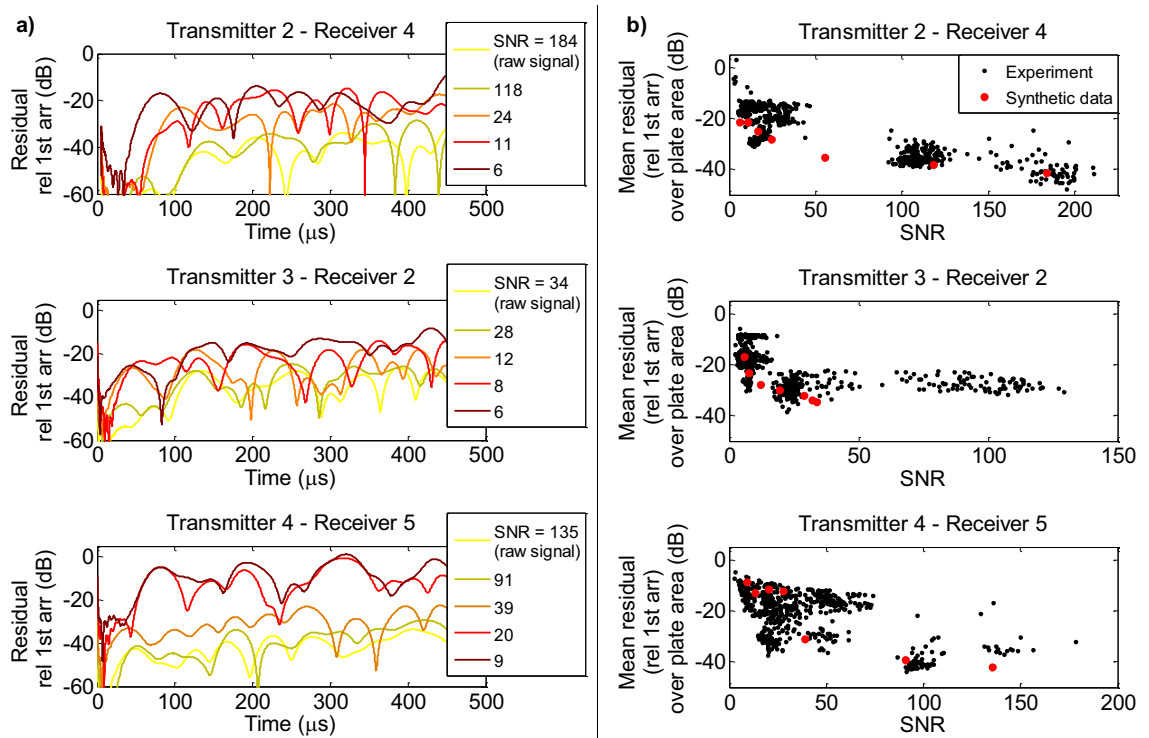 a)
Transmitter 2 - Receiver 4
Residual
rel 1st arr (dB)
0
-20
-40
-60
0 100 200 300 400 500
Time (μs)
SNR = 184
(raw signal)
118
24
11
6
Transmitter 3 - Receiver 2
Residual
rel 1st arr (dB)
0
-20
-40
-60
0 100 200 300 400 500
Time (μs)
SNR = 34
(raw signal)
28
12
8
6
Transmitter 4 - Receiver 5
Residual
rel 1st arr (dB)
0
-20
-40
-60
0 100 200 300 400 500
Time (μs)
SNR = 135
(raw signal)
91
39
20
9
b)
Transmitter 2 - Receiver 4
Mean residual
(rel 1st arr)
over plate area (dB)
0
-20
-40
0 50 100 150 200
SNR
Experiment
Synthetic data
Transmitter 3 - Receiver 2
Mean residual
(rel 1st arr)
over plate area (dB)
0
-20
-40
0 50 100 150
SNR
Transmitter 4 - Receiver 5
Mean residual
(rel 1st arr)
over plate area (dB)
0
-20
-40
0 50 100 150 200
SNR